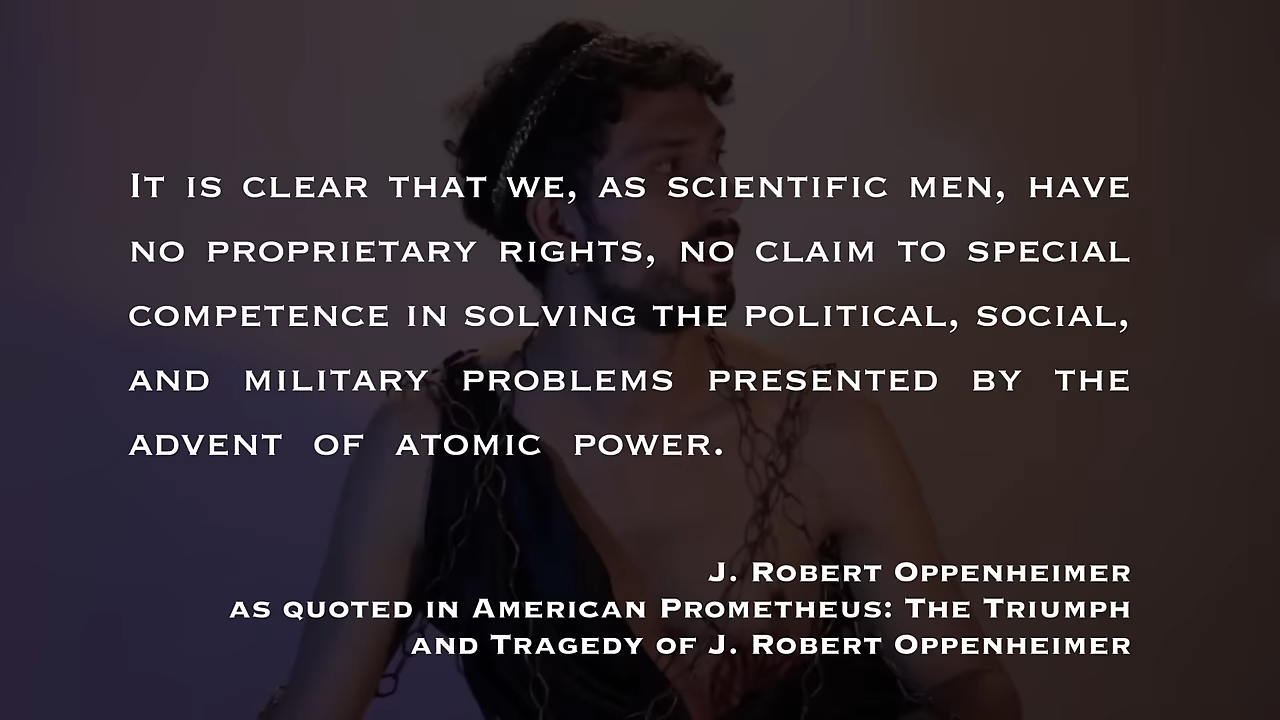 It is clear that we, as scientific men, have
no proprietary rights, no claim to special
competence in solving the political, social,
and military problems presented by the
advent of atomic power.
J. Robert Oppenheimer
as quoted in American Prometheus: The Triumph
and Tragedy of J. Robert Oppenheimer